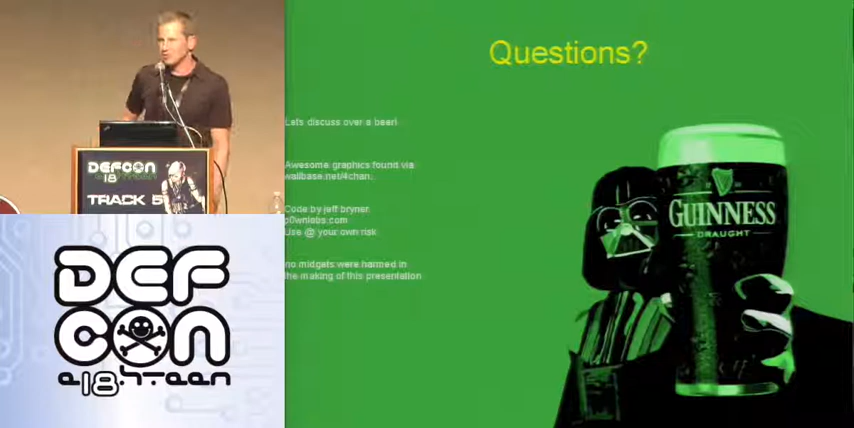 Questions?
Lets discuss over a beer!
Awesome graphics found via
wallbase.net/4chan.
Code by jeff bryner
p0wnlabs.com
Use @ your own risk
no midgets were harmed in
the making of this presentation
GUINNESS
DRAUGHT
DEFCON
18
TRACK 5
DEF
CON
e18hteen